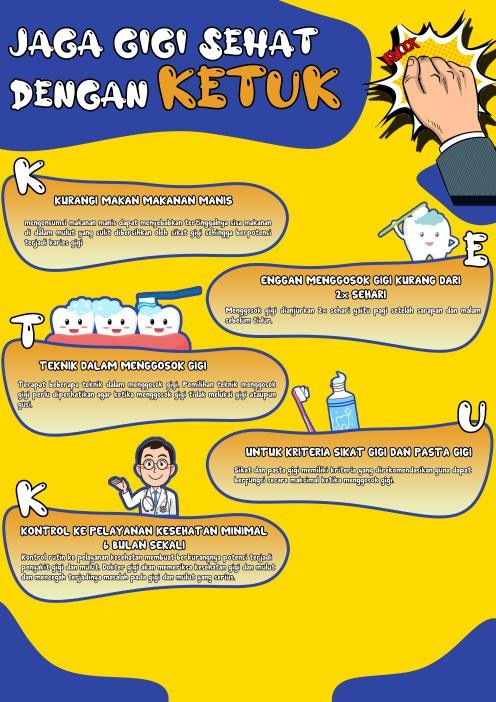 JAGA GIGI SEHAT
DENGAN KETUK
K
KURANGI MAKAN MAKANAN MANIS
mengonsumsi makanan manis dapat menyebabkan tertinggalnya sisa makanan
di dalam mulut yang sulit dibersihkan oleh sikat gigi sehingga berpotensi
terjadi karies gigi
E
ENGGAN MENGGOSOK GIGI KURANG DARI
2x SEHARI
Menggosok gigi dianjurkan 2x sehari yaitu pagi setelah sarapan dan malam
sebelum tidur.
T
TEKNIK DALAM MENGGOSOK GIGI
Terapat beberapa teknik dalam menggosok gigi. Pemilihan teknik menggosok
gigi perlu diperhatikan agar ketika menggosok gigi tidak melukai gigi ataupun
gusi.
U
UNTUK KRITERIA SIKAT GIGI DAN PASTA GIGI
Sikat dan pasta gigi memiliki kriteria yang direkomendasikan guna dapat
berfungsi secara maksimal ketika menggosok gigi.
K
KONTROL KE PELAYANAN KESEHATAN MINIMAL
6 BULAN SEKALI
Kontrol rutin ke pelayanan kesehatan membuat berkurangnya potensi terjadi
penyakit gigi dan mulut. Dokter gigi akan memeriksa kesehatan gigi dan mulut
dan mencegah terjadinya masalah pada gigi dan mulut yang serius.